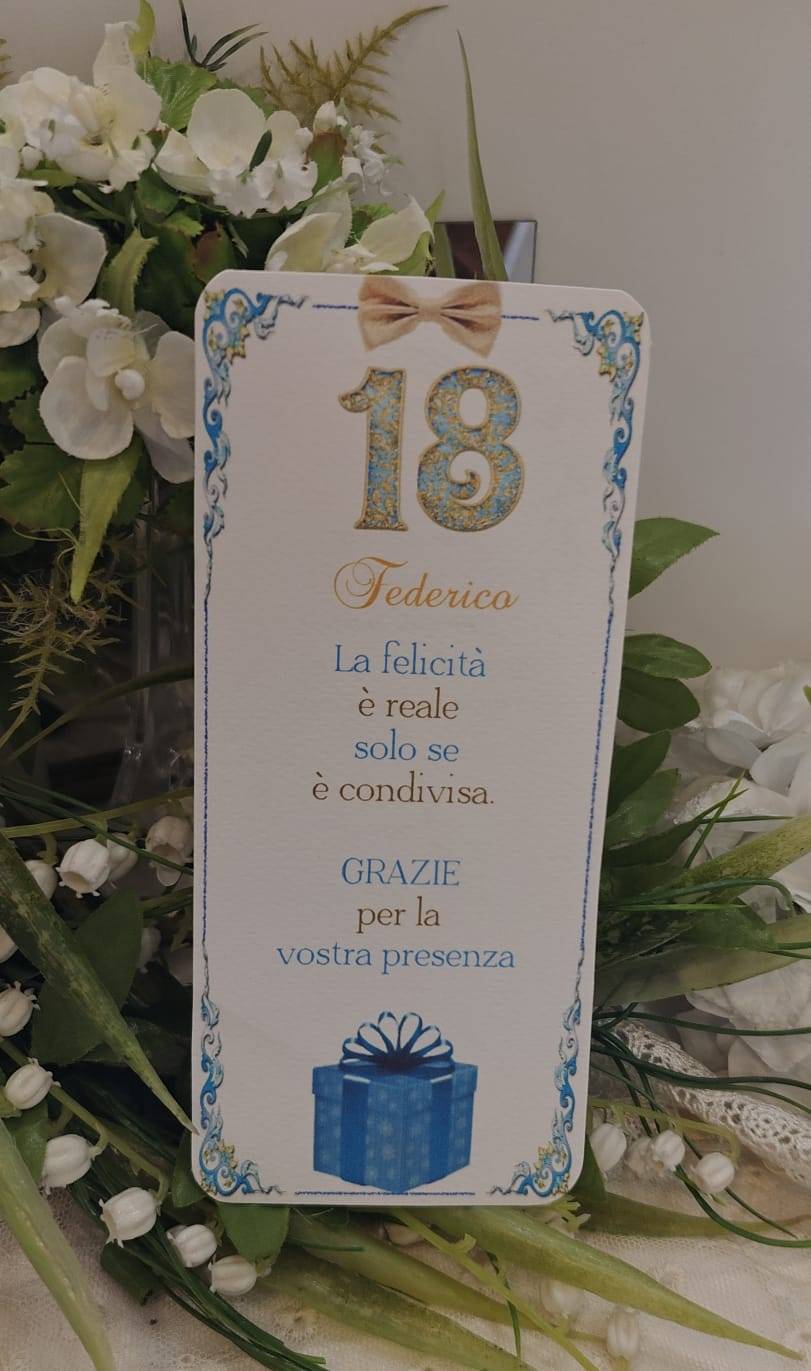 18
Federico
La felicità
è reale
solo se
è condivisa.
GRAZIE
per la
vostra presenza